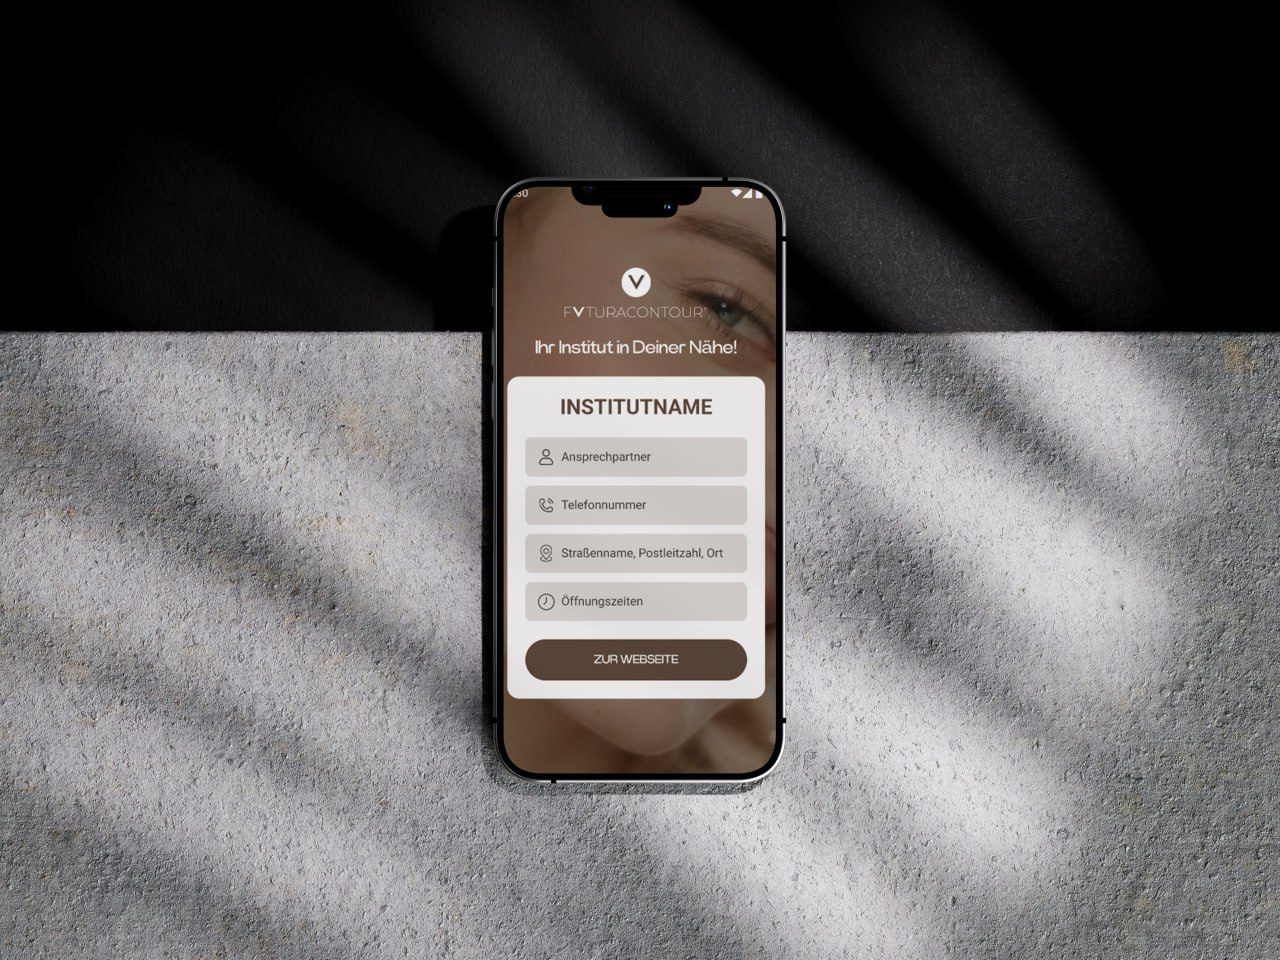 30
V
FVTURACONTOUR
Ihr Institut in Deiner Nähe!
INSTITUTNAME
Ansprechpartner
Telefonnummer
Straßenname, Postleitzahl, Ort
Öffnungszeiten
ZUR WEBSEITE